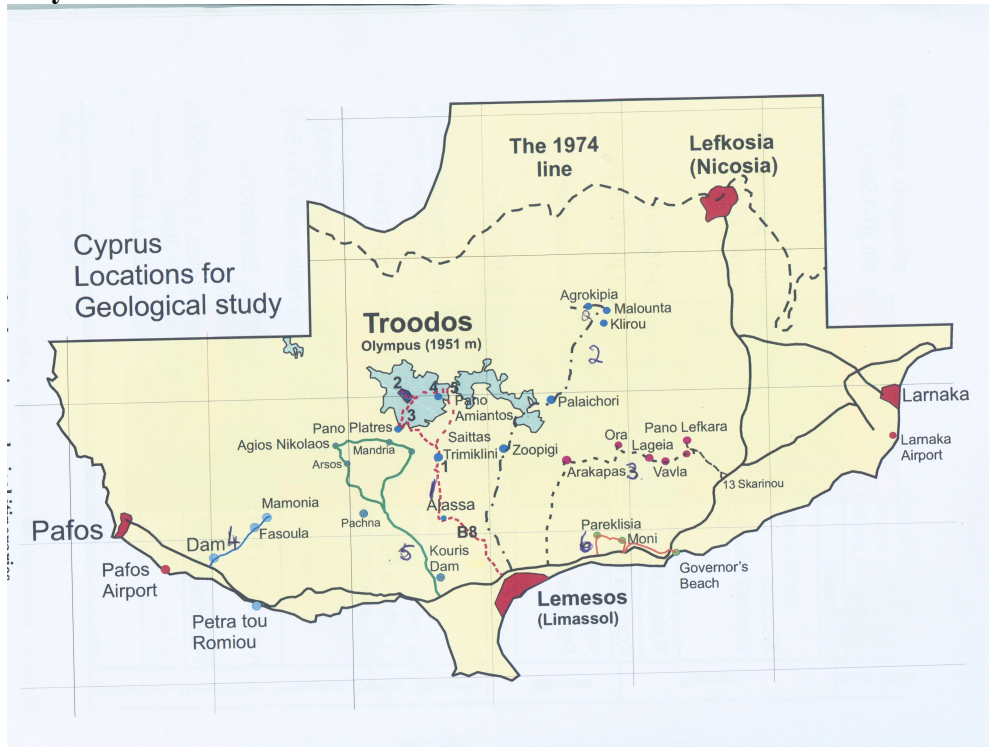 The 1974
line
Lefkosia
(Nicosia)
Cyprus
Locations for
Geological study
Agrokipia
Malounta
2
Klirou
Troodos
Olympus (1951 m)
2
2
4
5
Pano
Amiantos
3
Palaichori
Larnaka
Pano Platres
Agios Nikolaos
Mandria
Saittas
Trimiklini
1
Zoopigi
Ora
Pano Lefkara
Lageia
Larnaka
Airport
Arsos
Arakapas
3
Vavla
13 Skarinou
1
Mamonia
Fasoula
Pachna
Alassa
B8
Pafos
Dam
4
5
Kouris
Dam
Pareklisia
6
Moni
Pafos
Airport
Governor's
Beach
Petra tou
Romiou
Lemesos
(Limassol)